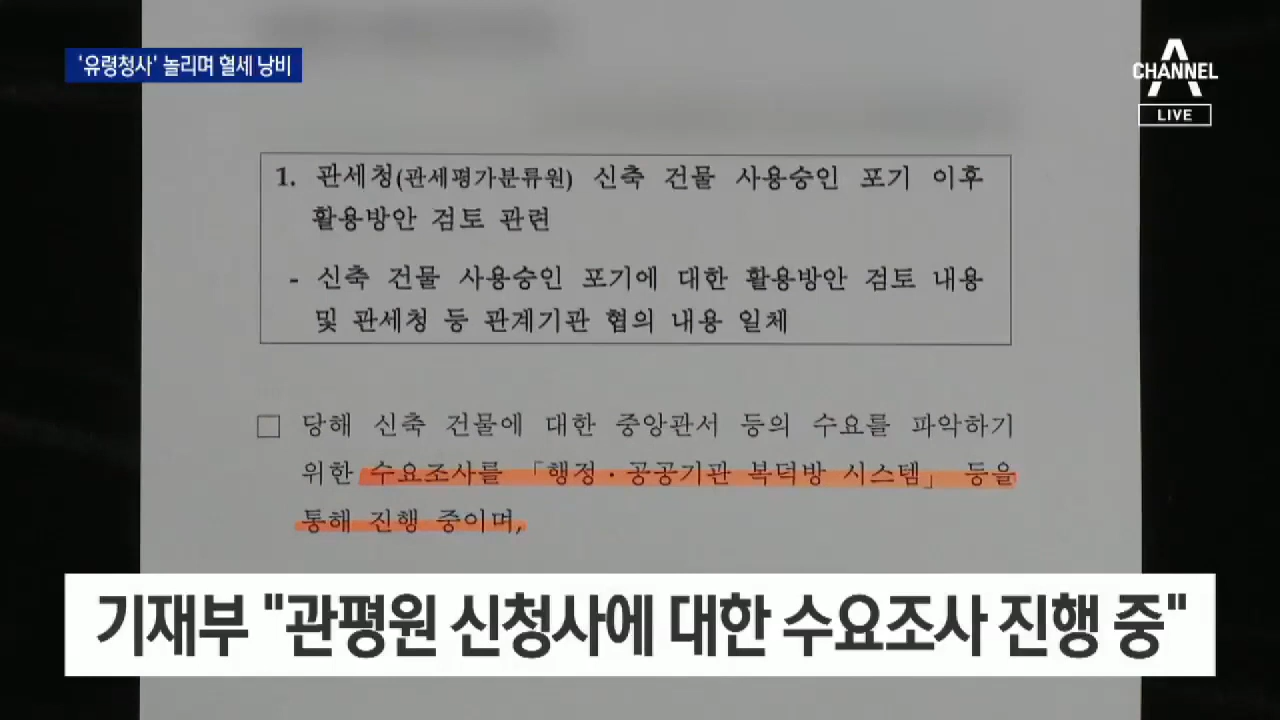 '유령청사' 놀리며 혈세 낭비
CHANNEL A
LIVE
1. 관세청(관세평가분류원) 신축 건물 사용승인 포기 이후
활용방안 검토 관련
- 신축 건물 사용승인 포기에 대한 활용방안 검토 내용
및 관세청 등 관계기관 협의 내용 일체
□ 당해 신축 건물에 대한 중앙관서 등의 수요를 파악하기
위한 수요조사를 「행정·공공기관 복덕방 시스템」 등을
통해 진행 중이며,
기재부 "관평원 신청사에 대한 수요조사 진행 중"